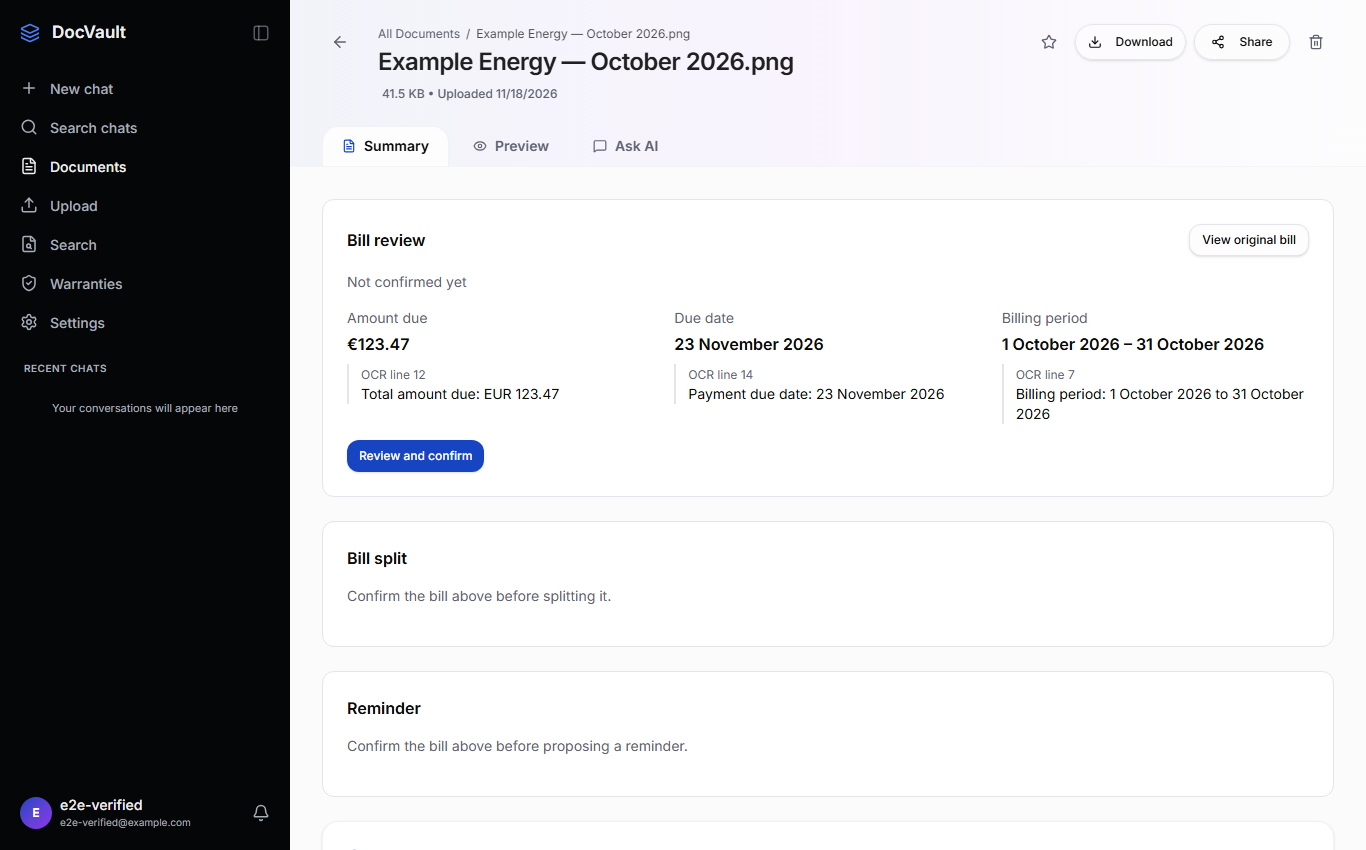 DocVault
New chat
Search chats
Documents
Upload
Search
Warranties
Settings
RECENT CHATS
Your conversations will appear here
E
e2e-verified
e2e-verified@example.com
All Documents / Example Energy — October 2026.png
Example Energy — October 2026.png
41.5 KB • Uploaded 11/18/2026
Download
Share
Summary
Preview
Ask AI
Bill review
View original bill
Not confirmed yet
Amount due
€123.47
OCR line 12
Total amount due: EUR 123.47
Due date
23 November 2026
OCR line 14
Payment due date: 23 November 2026
Billing period
1 October 2026 – 31 October 2026
OCR line 7
Billing period: 1 October 2026 to 31 October
2026
Review and confirm
Bill split
Confirm the bill above before splitting it.
Reminder
Confirm the bill above before proposing a reminder.